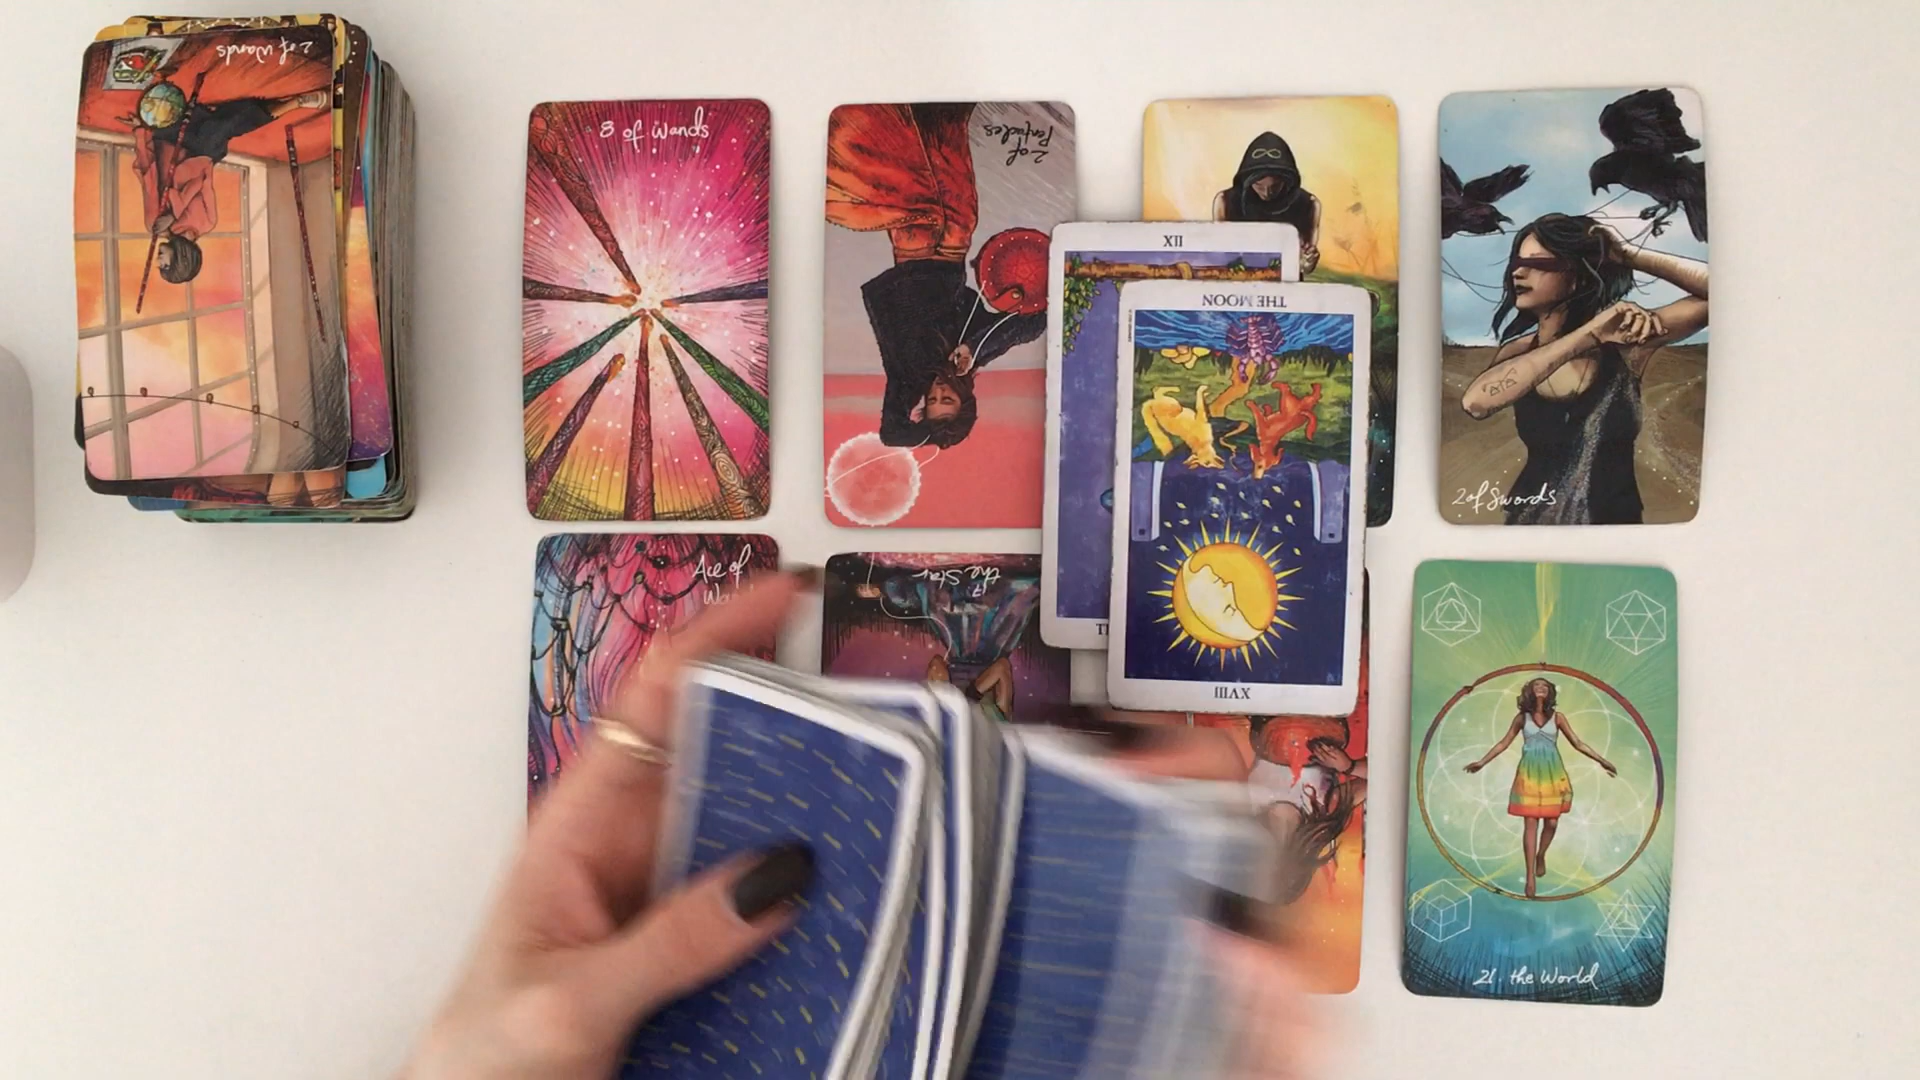 2 of Wands
8 of Wands
2 of
Pentacles
XII
THE MOON
XVIII
2 of Swords
Ace of
17
the Star
21. the World